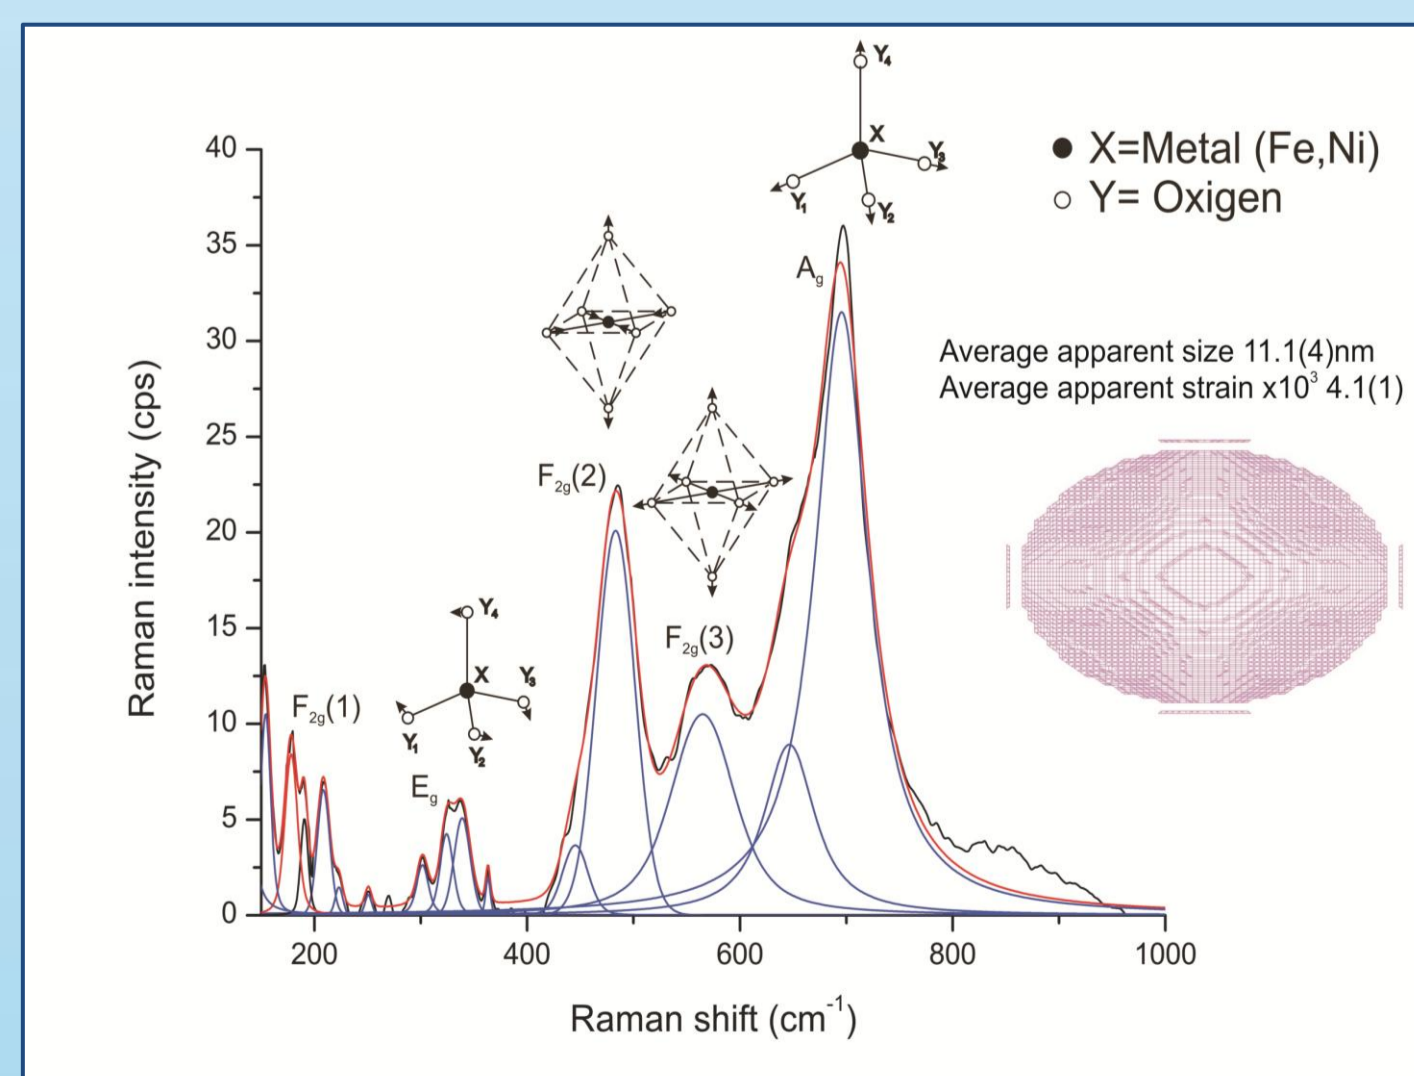 Y₄
X
Y₃
Y₁
Y₂
X=Metal (Fe,Ni)
Y= Oxigen
A_g
Average apparent size 11.1(4)nm
Average apparent strain x10³ 4.1(1)
F₂g(2)
F₂g(3)
Y₄
X
Y₃
Y₁
Y₂
F₂g(1)
E_g
40
35
30
25
20
15
10
5
0
Raman intensity (cps)
200 400 600 800 1000
Raman shift (cm⁻¹)